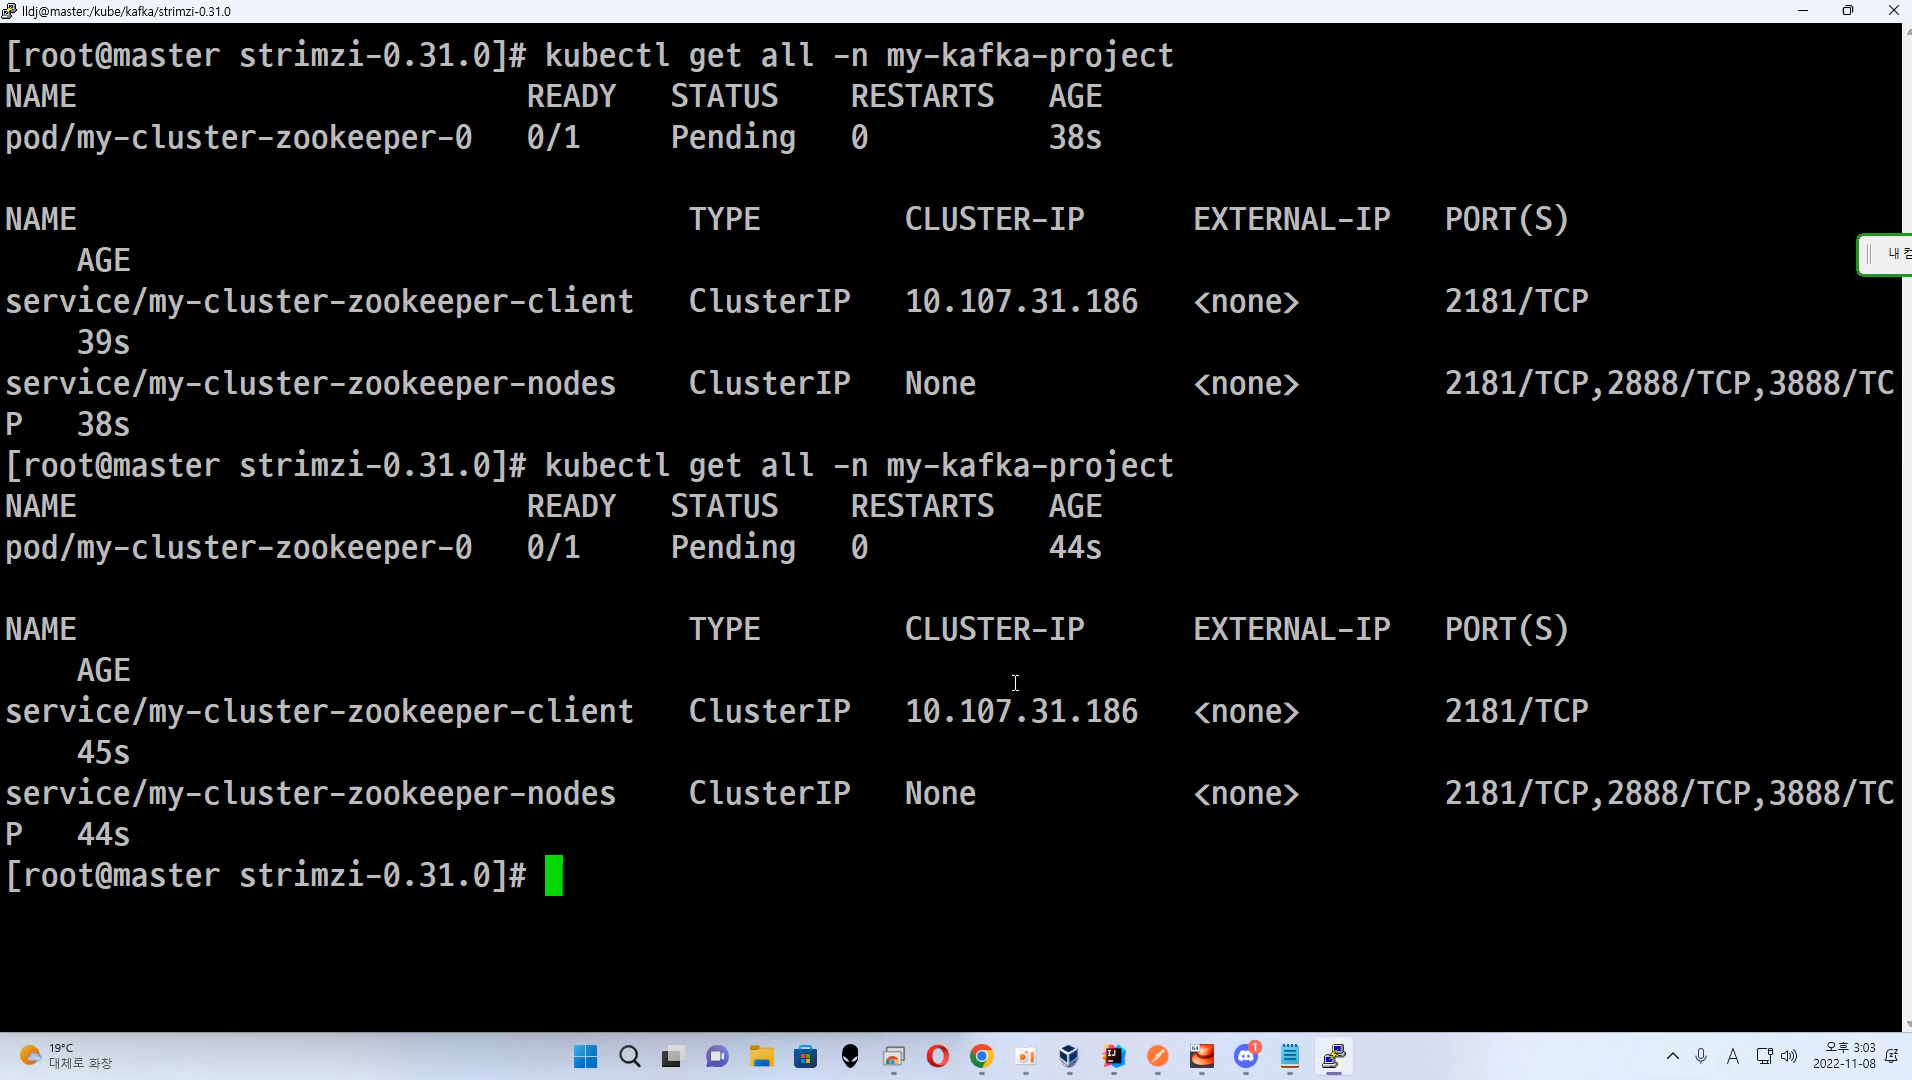 lldj@master:/kube/kafka/strimzi-0.31.0
[root@master strimzi-0.31.0]# kubectl get all -n my-kafka-project
NAME READY STATUS RESTARTS AGE
pod/my-cluster-zookeeper-0 0/1 Pending 0 38s
NAME TYPE CLUSTER-IP EXTERNAL-IP PORT(S)
AGE
service/my-cluster-zookeeper-client ClusterIP 10.107.31.186 <none> 2181/TCP
39s
service/my-cluster-zookeeper-nodes ClusterIP None <none> 2181/TCP,2888/TCP,3888/TC
P 38s
[root@master strimzi-0.31.0]# kubectl get all -n my-kafka-project
NAME READY STATUS RESTARTS AGE
pod/my-cluster-zookeeper-0 0/1 Pending 0 44s
NAME TYPE CLUSTER-IP EXTERNAL-IP PORT(S)
AGE
service/my-cluster-zookeeper-client ClusterIP 10.107.31.186 <none> 2181/TCP
45s
service/my-cluster-zookeeper-nodes ClusterIP None <none> 2181/TCP,2888/TCP,3888/TC
P 44s
[root@master strimzi-0.31.0]#
내
19°C
대체로 화창
1
A
오후 3:03
2022-11-08